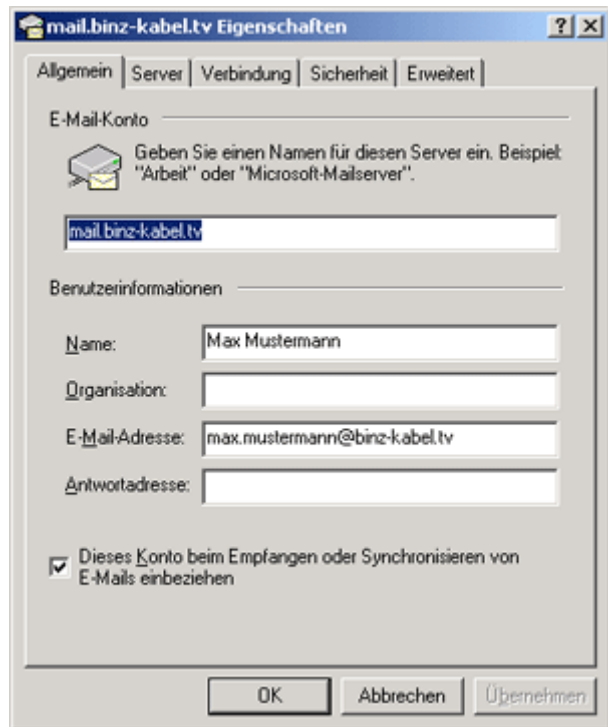 mail.binz-kabel.tv Eigenschaften
Allgemein Server Verbindung Sicherheit Erweitert
E-Mail-Konto
Geben Sie einen Namen für diesen Server ein. Beispiel:
"Arbeit" oder "Microsoft-Mailserver".
mail.binz-kabel.tv
Benutzerinformationen
Name: Max Mustermann
Organisation:
E-Mail-Adresse: max.mustermann@binz-kabel.tv
Antwortadresse:
Dieses Konto beim Empfangen oder Synchronisieren von
E-Mails einbeziehen
OK Abbrechen Übernehmen